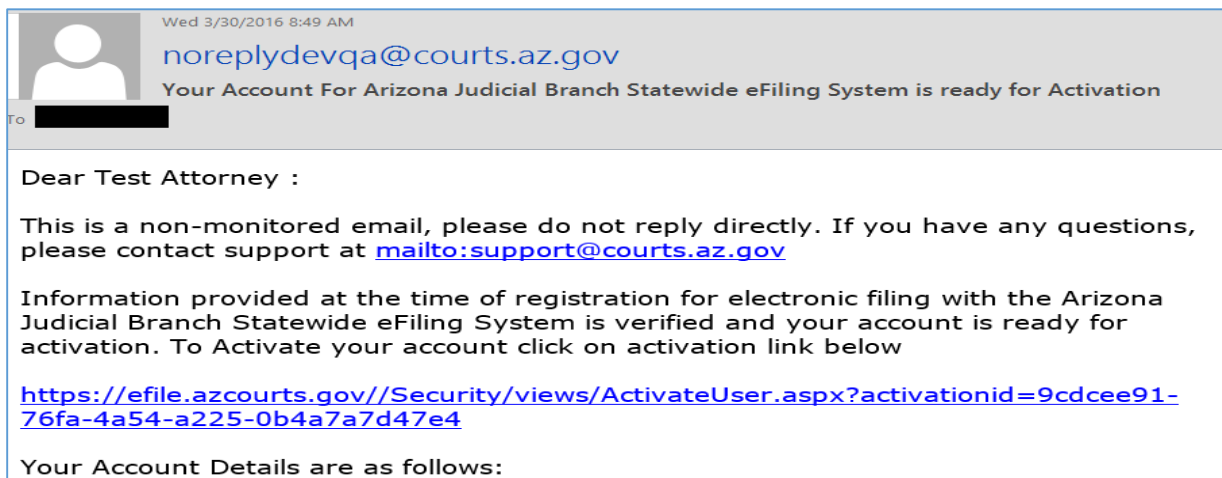 Wed 3/30/2016 8:49 AM
noreplydevqa@courts.az.gov
Your Account For Arizona Judicial Branch Statewide eFiling System is ready for Activation
To
Dear Test Attorney :
This is a non-monitored email, please do not reply directly. If you have any questions,
please contact support at mailto:support@courts.az.gov
Information provided at the time of registration for electronic filing with the Arizona
Judicial Branch Statewide eFiling System is verified and your account is ready for
activation. To Activate your account click on activation link below
https://efile.azcourts.gov//Security/views/ActivateUser.aspx?activationid=9cdcee91-
76fa-4a54-a225-0b4a7a7d47e4
Your Account Details are as follows: